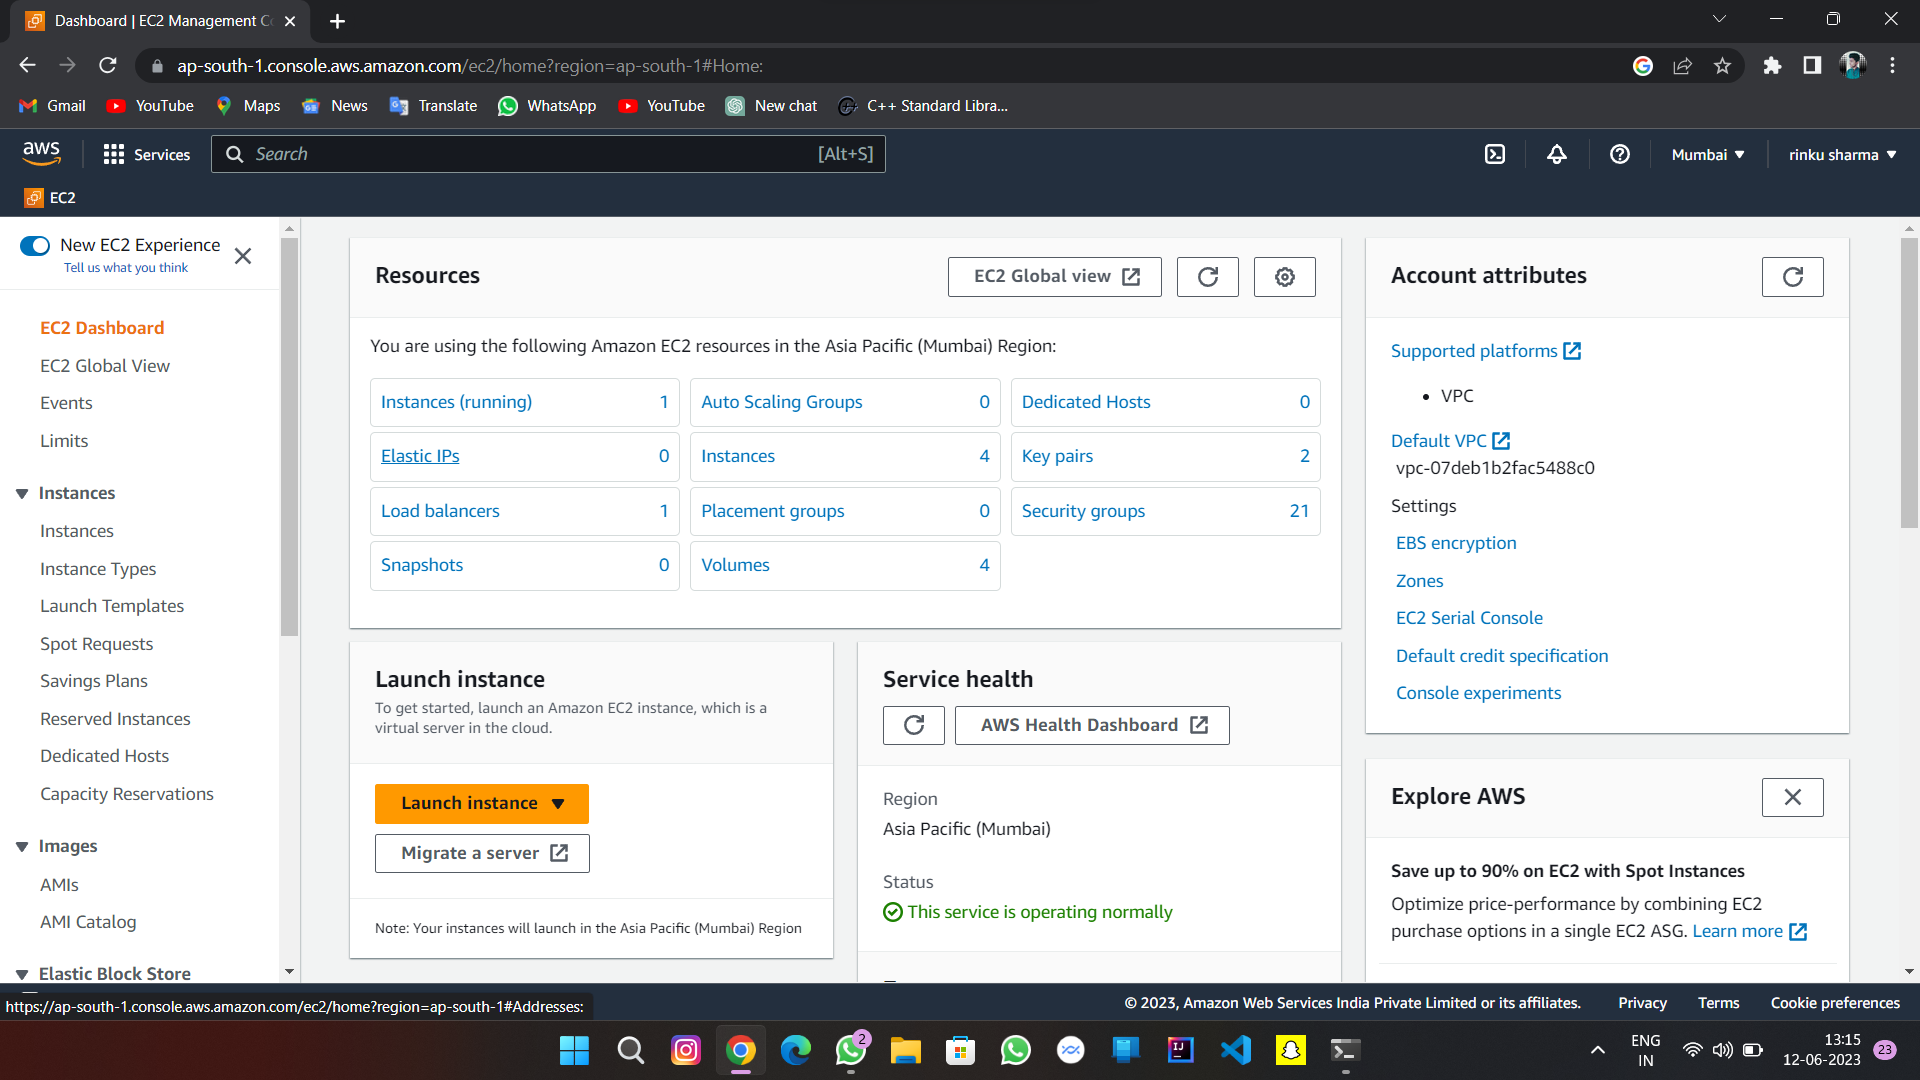 Dashboard | EC2 Management Co
ap-south-1.console.aws.amazon.com/ec2/home?region=ap-south-1#Home:
Gmail
YouTube
Maps
News
Translate
WhatsApp
YouTube
New chat
C++ Standard Libra...
aws
Services
Search
[Alt+S]
Mumbai
rinku sharma
EC2
New EC2 Experience
Tell us what you think
EC2 Dashboard
EC2 Global View
Events
Limits
Instances
Instances
Instance Types
Launch Templates
Spot Requests
Savings Plans
Reserved Instances
Dedicated Hosts
Capacity Reservations
Images
AMIs
AMI Catalog
Elastic Block Store
Resources
EC2 Global view
You are using the following Amazon EC2 resources in the Asia Pacific (Mumbai) Region:
Instances (running) 1
Auto Scaling Groups 0
Dedicated Hosts 0
Elastic IPs 0
Instances 4
Key pairs 2
Load balancers 1
Placement groups 0
Security groups 21
Snapshots 0
Volumes 4
Launch instance
To get started, launch an Amazon EC2 instance, which is a
virtual server in the cloud.
Launch instance
Migrate a server
Note: Your instances will launch in the Asia Pacific (Mumbai) Region
Service health
AWS Health Dashboard
Region
Asia Pacific (Mumbai)
Status
This service is operating normally
Account attributes
Supported platforms
• VPC
Default VPC
vpc-07deb1b2fac5488c0
Settings
EBS encryption
Zones
EC2 Serial Console
Default credit specification
Console experiments
Explore AWS
Save up to 90% on EC2 with Spot Instances
Optimize price-performance by combining EC2
purchase options in a single EC2 ASG. Learn more
https://ap-south-1.console.aws.amazon.com/ec2/home?region=ap-south-1#Addresses:
© 2023, Amazon Web Services India Private Limited or its affiliates.
Privacy
Terms
Cookie preferences
2
IJ
ENG
IN
13:15
12-06-2023
23